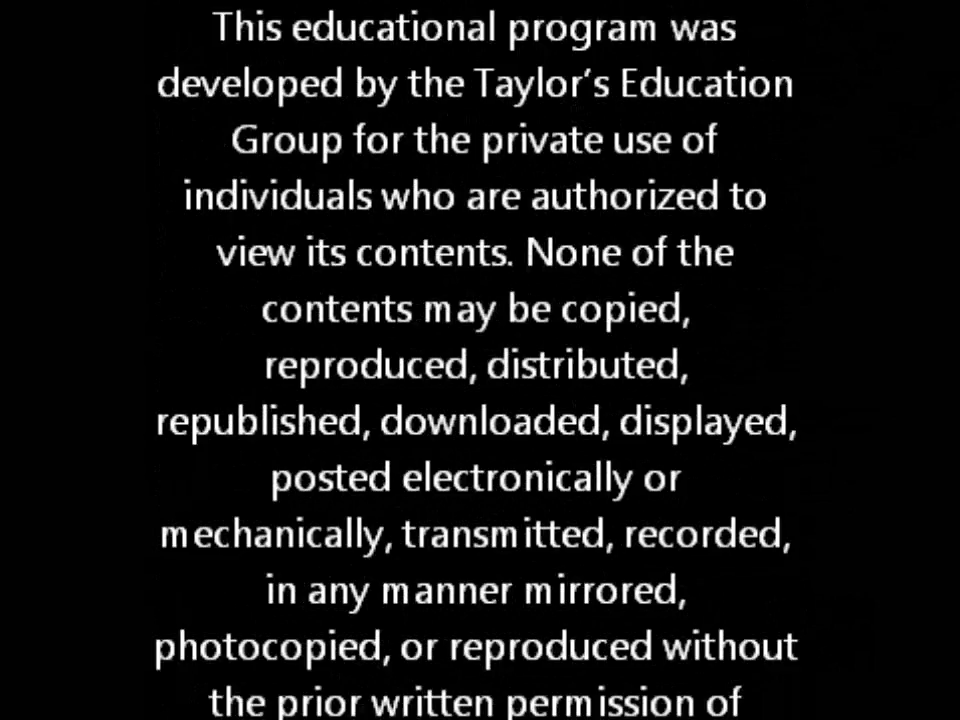 This educational program was
developed by the Taylor's Education
Group for the private use of
individuals who are authorized to
view its contents. None of the
contents may be copied,
reproduced, distributed,
republished, downloaded, displayed,
posted electronically or
mechanically, transmitted, recorded,
in any manner mirrored,
photocopied, or reproduced without
the prior written permission of